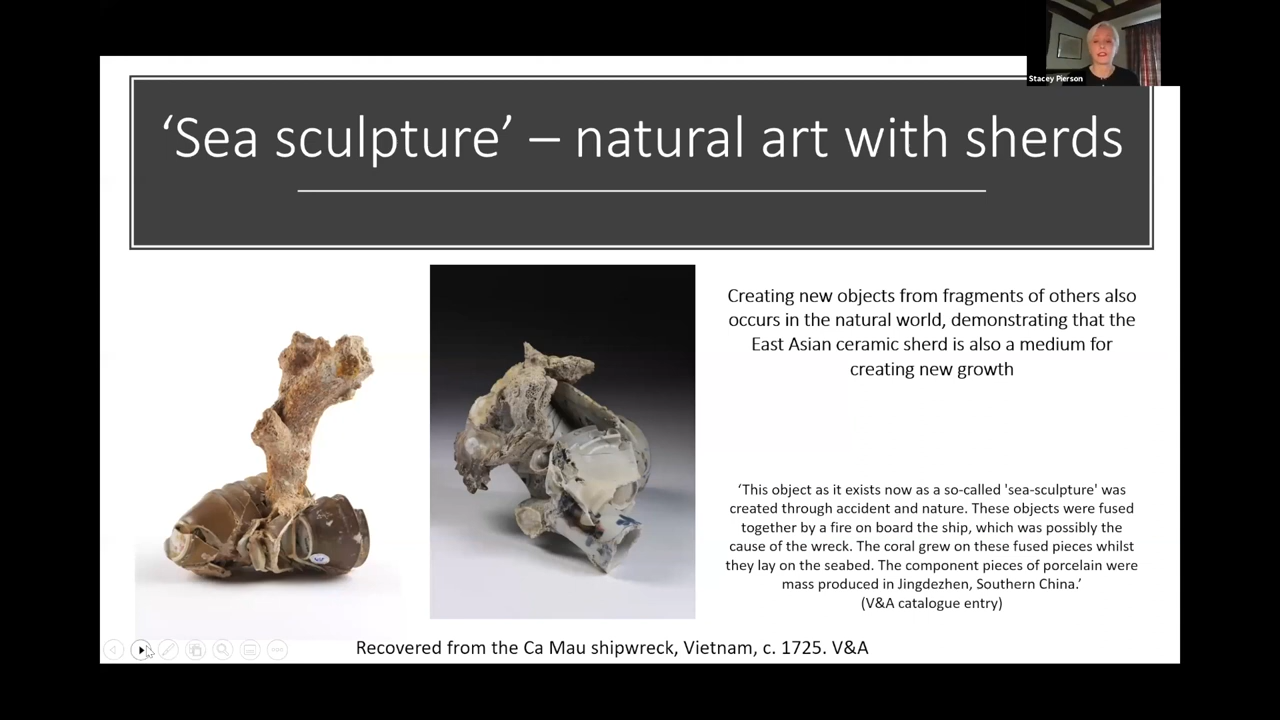 Stacey Pierson
‘Sea sculpture’ – natural art with sherds
Creating new objects from fragments of others also
occurs in the natural world, demonstrating that the
East Asian ceramic sherd is also a medium for
creating new growth
‘This object as it exists now as a so-called 'sea-sculpture' was
created through accident and nature. These objects were fused
together by a fire on board the ship, which was possibly the
cause of the wreck. The coral grew on these fused pieces whilst
they lay on the seabed. The component pieces of porcelain were
mass produced in Jingdezhen, Southern China.’
(V&A catalogue entry)
Recovered from the Ca Mau shipwreck, Vietnam, c. 1725. V&A